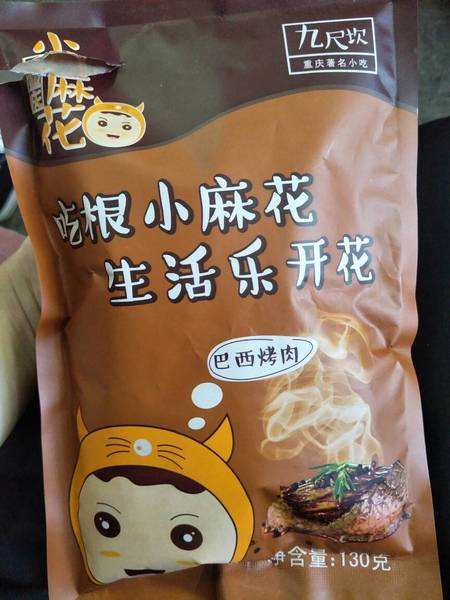 九尺坎
重庆著名小吃
小麻花
吃根小麻花
生活乐开花
巴西烤肉
净含量:130克